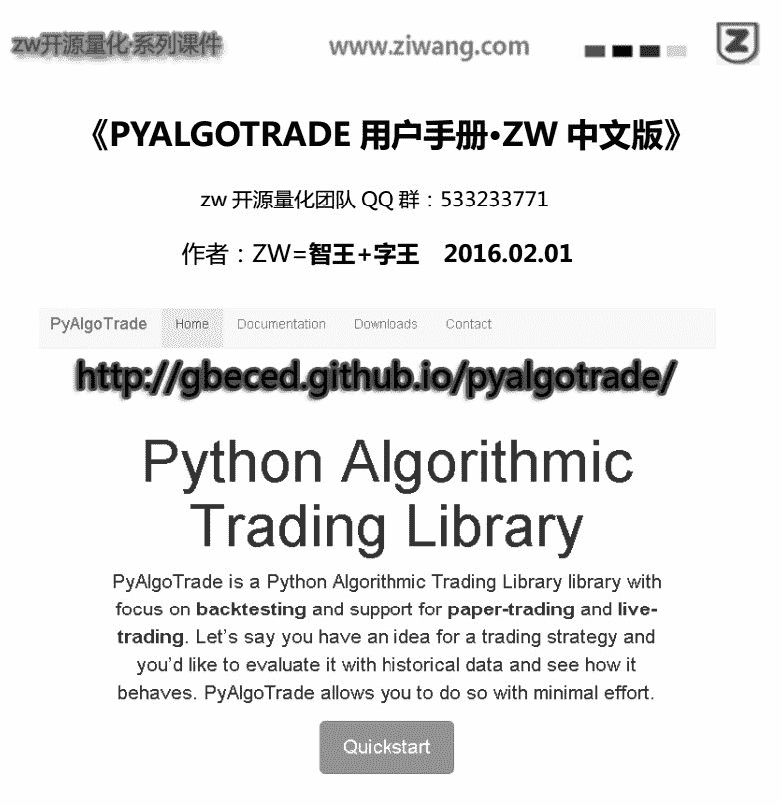 zw开源量化·系列课件 www.ziwang.com Z
《PYALGOTRADE 用户手册•ZW 中文版》
zw 开源量化团队 QQ 群：533233771
作者：ZW=智王+字王 2016.02.01
PyAlgoTrade Home Documentation Downloads Contact
http://gbeced.github.io/pyalgotrade/
Python Algorithmic
Trading Library
PyAlgoTrade is a Python Algorithmic Trading Library library with
focus on backtesting and support for paper-trading and live-
trading. Let's say you have an idea for a trading strategy and
you'd like to evaluate it with historical data and see how it
behaves. PyAlgoTrade allows you to do so with minimal effort.
Quickstart